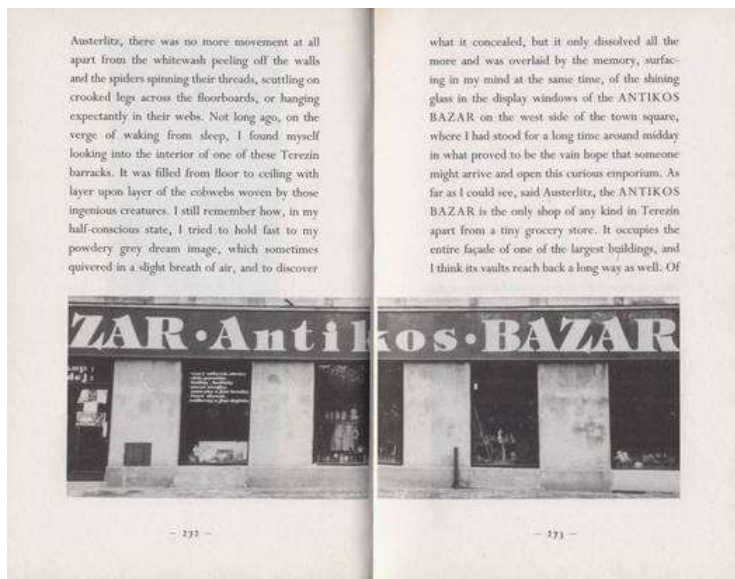 Austerlitz, there was no more movement at all
apart from the whitewash peeling off the walls
and the spiders spinning their threads, scuttling on
crooked legs across the floorboards, or hanging
expectantly in their webs. Not long ago, on the
verge of waking from sleep, I found myself
looking into the interior of one of these Terezín
barracks. It was filled from floor to ceiling with
layer upon layer of the cobwebs woven by those
ingenious creatures. I still remember how, in my
half-conscious state, I tried to hold fast to my
powdery grey dream image, which sometimes
quivered in a slight breath of air, and to discover
– 272 –
what it concealed, but it only dissolved all the
more and was overlaid by the memory, surfac-
ing in my mind at the same time, of the shining
glass in the display windows of the ANTIKOS
BAZAR on the west side of the town square,
where I had stood for a long time around midday
in what proved to be the vain hope that someone
might arrive and open this curious emporium. As
far as I could see, said Austerlitz, the ANTIKOS
BAZAR is the only shop of any kind in Terezín
apart from a tiny grocery store. It occupies the
entire façade of one of the largest buildings, and
I think its vaults reach back a long way as well. Of
ZAR·Antikos·BAZAR
– 273 –